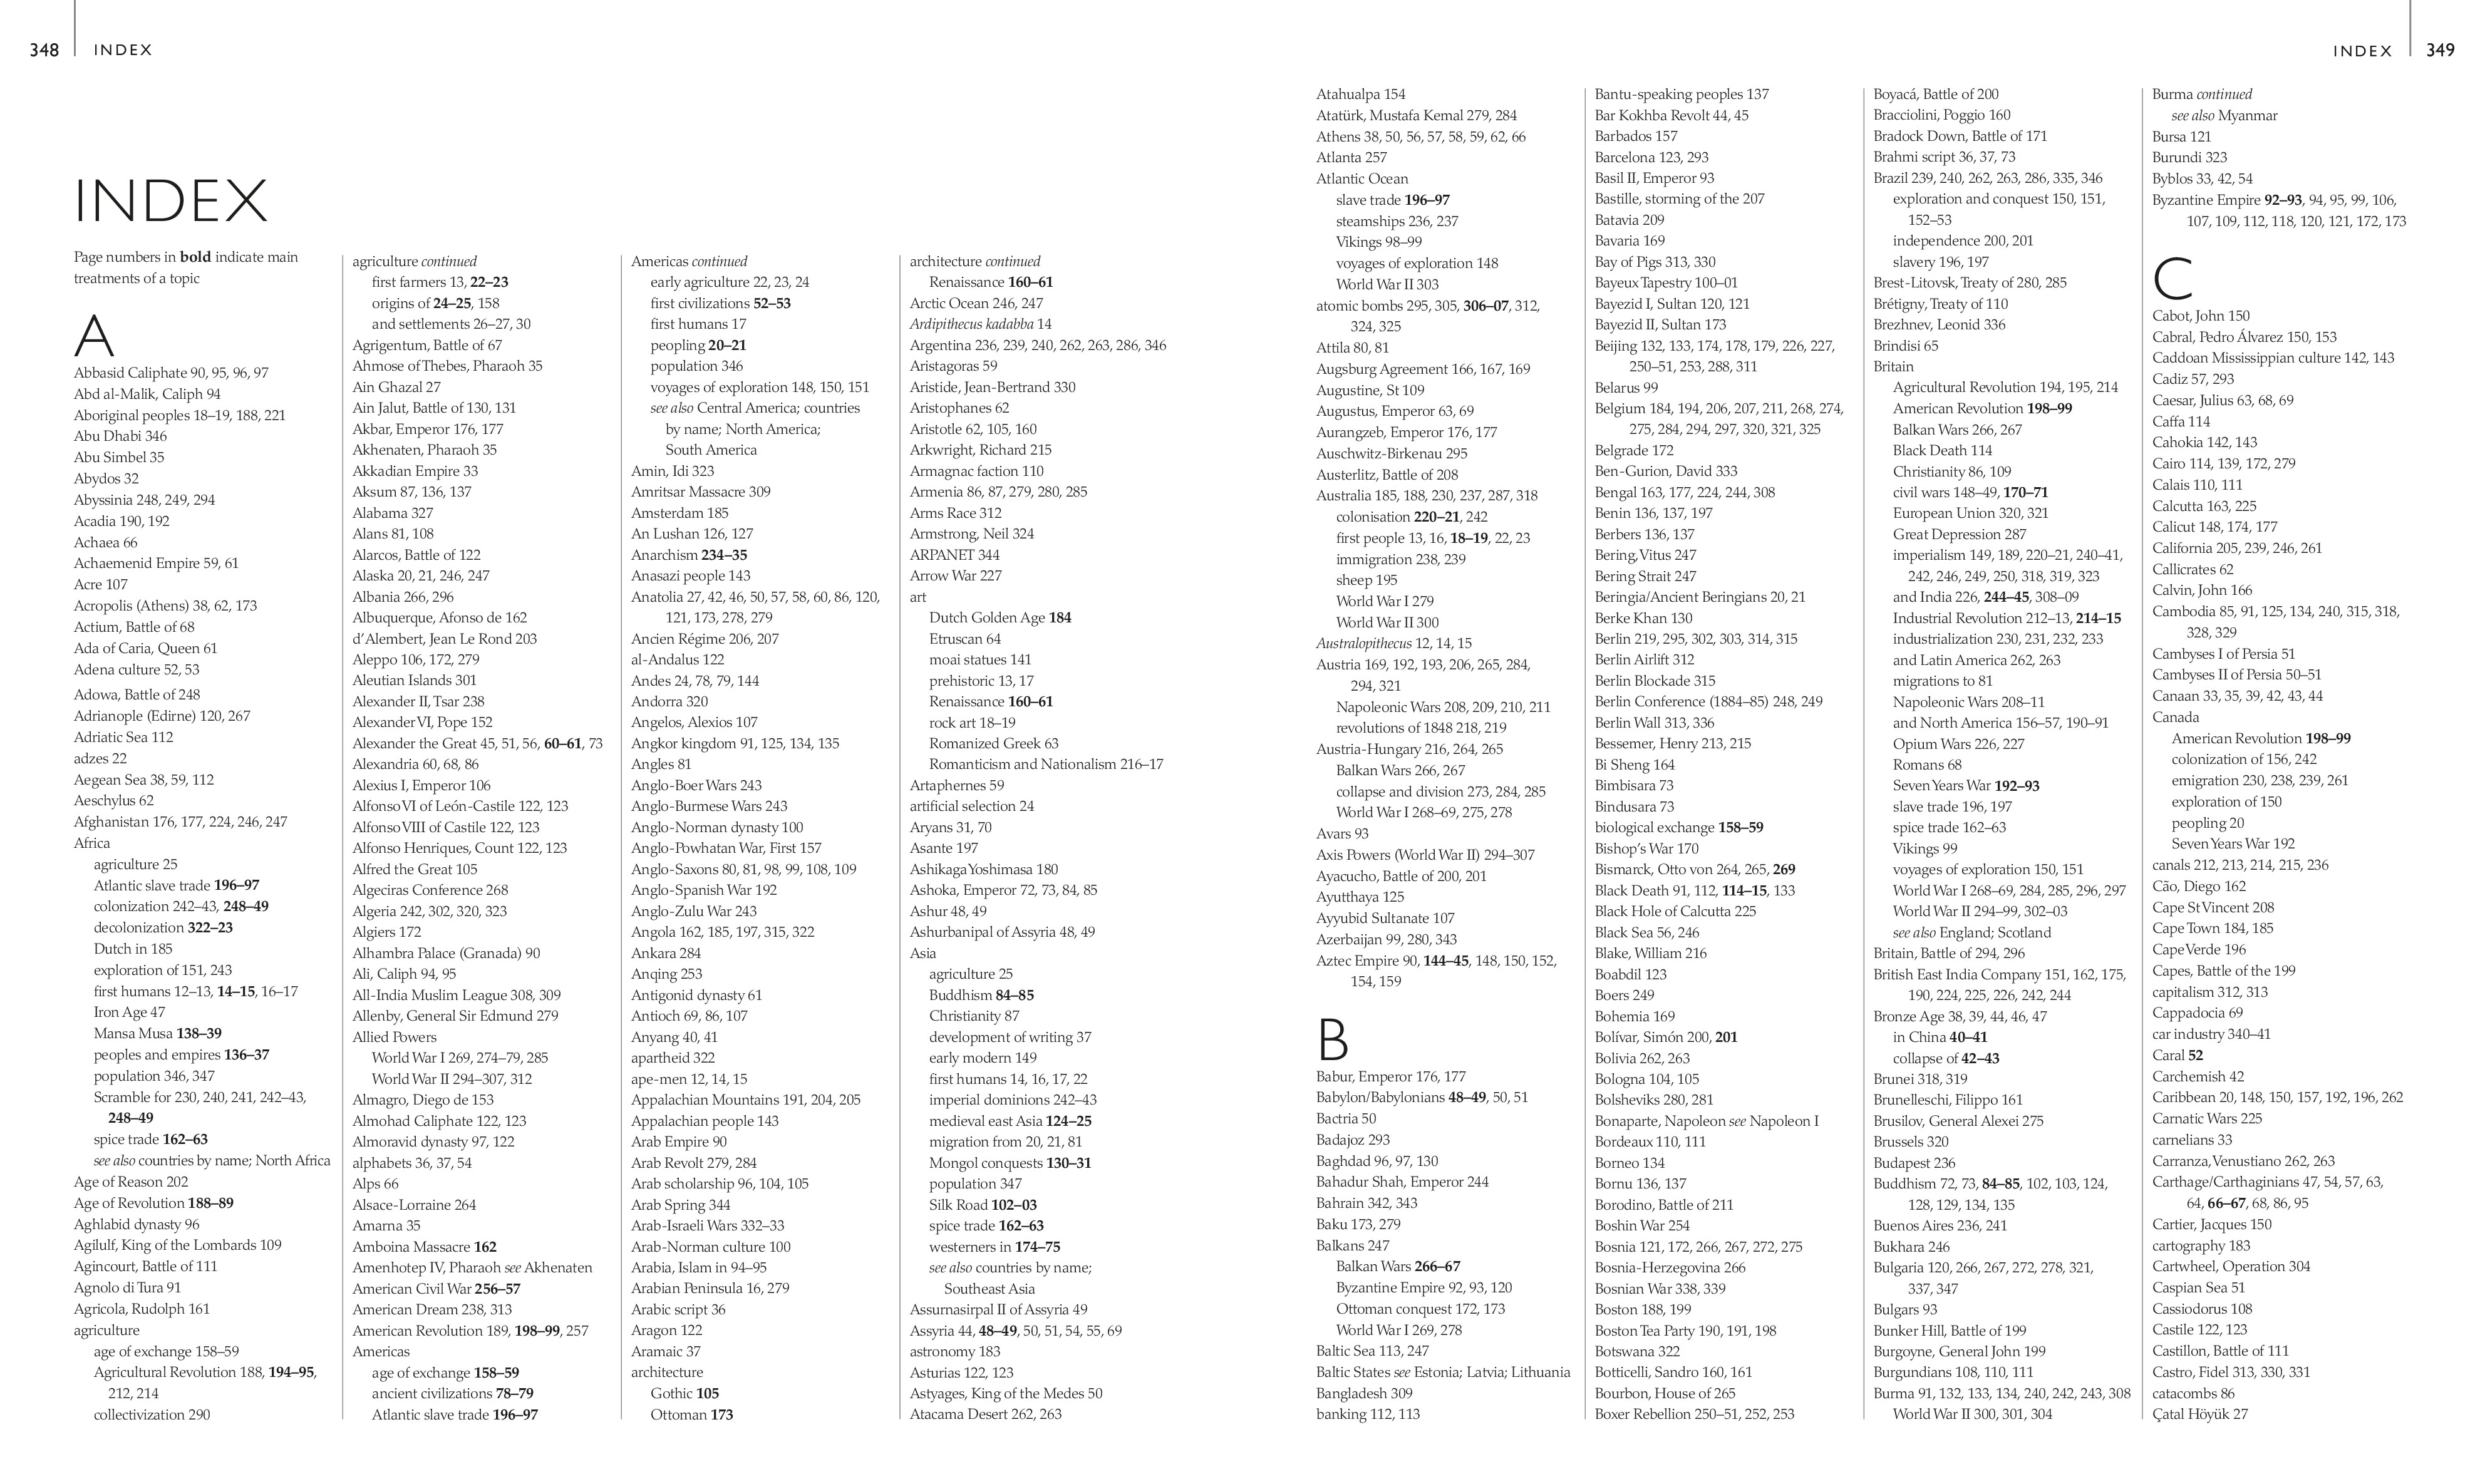 348 INDEX
INDEX
Page numbers in bold indicate main
treatments of a topic
A
Abbasid Caliphate 90, 95, 96, 97
Abd al-Malik, Caliph 94
Aboriginal peoples 18–19, 188, 221
Abu Dhabi 346
Abu Simbel 35
Abydos 32
Abyssinia 248, 249, 294
Acadia 190, 192
Achaea 66
Achaemenid Empire 59, 61
Acre 107
Acropolis (Athens) 38, 62, 173
Actium, Battle of 68
Ada of Caria, Queen 61
Adena culture 52, 53
Adowa, Battle of 248
Adrianople (Edirne) 120, 267
Adriatic Sea 112
adzes 22
Aegean Sea 38, 59, 112
Aeschylus 62
Afghanistan 176, 177, 224, 246, 247
Africa
agriculture 25
Atlantic slave trade 196–97
colonization 242–43, 248–49
decolonization 322–23
Dutch in 185
exploration of 151, 243
first humans 12–13, 14–15, 16–17
Iron Age 47
Mansa Musa 138–39
peoples and empires 136–37
population 346, 347
Scramble for 230, 240, 241, 242–43,
248–49
spice trade 162–63
see also countries by name; North Africa
Age of Reason 202
Age of Revolution 188–89
Aghlabid dynasty 96
Agilulf, King of the Lombards 109
Agincourt, Battle of 111
Agnolo di Tura 91
Agricola, Rudolph 161
agriculture
age of exchange 158–59
Agricultural Revolution 188, 194–95,
212, 214
collectivization 290
agriculture continued
first farmers 13, 22–23
origins of 24–25, 158
and settlements 26–27, 30
Agrigentum, Battle of 67
Ahmose of Thebes, Pharaoh 35
Ain Ghazal 27
Ain Jalut, Battle of 130, 131
Akbar, Emperor 176, 177
Akhenaten, Pharaoh 35
Akkadian Empire 33
Aksum 87, 136, 137
Alabama 327
Alans 81, 108
Alarcos, Battle of 122
Alaska 20, 21, 246, 247
Albania 266, 296
Albuquerque, Afonso de 162
d'Alembert, Jean Le Rond 203
Aleppo 106, 172, 279
Aleutian Islands 301
Alexander II, Tsar 238
Alexander VI, Pope 152
Alexander the Great 45, 51, 56, 60–61, 73
Alexandria 60, 68, 86
Alexius I, Emperor 106
Alfonso VI of León-Castile 122, 123
Alfonso VIII of Castile 122, 123
Alfonso Henriques, Count 122, 123
Alfred the Great 105
Algeciras Conference 268
Algeria 242, 302, 320, 323
Algiers 172
Alhambra Palace (Granada) 90
Ali, Caliph 94, 95
All-India Muslim League 308, 309
Allenby, General Sir Edmund 279
Allied Powers
World War I 269, 274–79, 285
World War II 294–307, 312
Almagro, Diego de 153
Almohad Caliphate 122, 123
Almoravid dynasty 97, 122
alphabets 36, 37, 54
Alps 66
Alsace-Lorraine 264
Amarna 35
Amboina Massacre 162
Amenhotep IV, Pharaoh see Akhenaten
American Civil War 256–57
American Dream 238, 313
American Revolution 189, 198–99, 257
Americas
age of exchange 158–59
ancient civilizations 78–79
Atlantic slave trade 196–97
Americas continued
early agriculture 22, 23, 24
first civilizations 52–53
first humans 17
peopling 20–21
population 346
voyages of exploration 148, 150, 151
see also Central America; countries
by name; North America;
South America
Amin, Idi 323
Amritsar Massacre 309
Amsterdam 185
An Lushan 126, 127
Anarchism 234–35
Anasazi people 143
Anatolia 27, 42, 46, 50, 57, 58, 60, 86, 120,
121, 173, 278, 279
Ancien Régime 206, 207
al-Andalus 122
Andes 24, 78, 79, 144
Andorra 320
Angelos, Alexios 107
Angkor kingdom 91, 125, 134, 135
Angles 81
Anglo-Boer Wars 243
Anglo-Burmese Wars 243
Anglo-Norman dynasty 100
Anglo-Powhatan War, First 157
Anglo-Saxons 80, 81, 98, 99, 108, 109
Anglo-Spanish War 192
Anglo-Zulu War 243
Angola 162, 185, 197, 315, 322
Ankara 284
Anqing 253
Antigonid dynasty 61
Antioch 69, 86, 107
Anyang 40, 41
apartheid 322
ape-men 12, 14, 15
Appalachian Mountains 191, 204, 205
Appalachian people 143
Arab Empire 90
Arab Revolt 279, 284
Arab scholarship 96, 104, 105
Arab Spring 344
Arab-Israeli Wars 332–33
Arab-Norman culture 100
Arabia, Islam in 94–95
Arabian Peninsula 16, 279
Arabic script 36
Aragon 122
Aramaic 37
architecture
Gothic 105
Ottoman 173
architecture continued
Renaissance 160–61
Arctic Ocean 246, 247
Ardipithecus kadabba 14
Argentina 236, 239, 240, 262, 263, 286, 346
Aristagoras 59
Aristide, Jean-Bertrand 330
Aristophanes 62
Aristotle 62, 105, 160
Arkwright, Richard 215
Armagnac faction 110
Armenia 86, 87, 279, 280, 285
Arms Race 312
Armstrong, Neil 324
ARPANET 344
Arrow War 227
art
Dutch Golden Age 184
Etruscan 64
moai statues 141
prehistoric 13, 17
Renaissance 160–61
rock art 18–19
Romanized Greek 63
Romanticism and Nationalism 216–17
Artaphernes 59
artificial selection 24
Aryans 31, 70
Asante 197
Ashikaga Yoshimasa 180
Ashoka, Emperor 72, 73, 84, 85
Ashur 48, 49
Ashurbanipal of Assyria 48, 49
Asia
agriculture 25
Buddhism 84–85
Christianity 87
development of writing 37
early modern 149
first humans 14, 16, 17, 22
imperial dominions 242–43
medieval east Asia 124–25
migration from 20, 21, 81
Mongol conquests 130–31
population 347
Silk Road 102–03
spice trade 162–63
westerners in 174–75
see also countries by name;
Southeast Asia
Assurnasirpal II of Assyria 49
Assyria 44, 48–49, 50, 51, 54, 55, 69
astronomy 183
Asturias 122, 123
Astyages, King of the Medes 50
Atacama Desert 262, 263
INDEX 349
Atahualpa 154
Atatürk, Mustafa Kemal 279, 284
Athens 38, 50, 56, 57, 58, 59, 62, 66
Atlanta 257
Atlantic Ocean
slave trade 196–97
steamships 236, 237
Vikings 98–99
voyages of exploration 148
World War II 303
atomic bombs 295, 305, 306–07, 312,
324, 325
Attila 80, 81
Augsburg Agreement 166, 167, 169
Augustine, St 109
Augustus, Emperor 63, 69
Aurangzeb, Emperor 176, 177
Auschwitz-Birkenau 295
Austerlitz, Battle of 208
Australia 185, 188, 230, 237, 287, 318
colonisation 220–21, 242
first people 13, 16, 18–19, 22, 23
immigration 238, 239
sheep 195
World War I 279
World War II 300
Australopithecus 12, 14, 15
Austria 169, 192, 193, 206, 265, 284,
294, 321
Napoleonic Wars 208, 209, 210, 211
revolutions of 1848 218, 219
Austria-Hungary 216, 264, 265
Balkan Wars 266, 267
collapse and division 273, 284, 285
World War I 268–69, 275, 278
Avars 93
Axis Powers (World War II) 294–307
Ayacucho, Battle of 200, 201
Ayutthaya 125
Ayyubid Sultanate 107
Azerbaijan 99, 280, 343
Aztec Empire 90, 144–45, 148, 150, 152,
154, 159
B
Babur, Emperor 176, 177
Babylon/Babylonians 48–49, 50, 51
Bactria 50
Badajoz 293
Baghdad 96, 97, 130
Bahadur Shah, Emperor 244
Bahrain 342, 343
Baku 173, 279
Balkans 247
Balkan Wars 266–67
Byzantine Empire 92, 93, 120
Ottoman conquest 172, 173
World War I 269, 278
Baltic Sea 113, 247
Baltic States see Estonia; Latvia; Lithuania
Bangladesh 309
banking 112, 113
Bantu-speaking peoples 137
Bar Kokhba Revolt 44, 45
Barbados 157
Barcelona 123, 293
Basil II, Emperor 93
Bastille, storming of the 207
Batavia 209
Bavaria 169
Bay of Pigs 313, 330
Bayeux Tapestry 100–01
Bayezid I, Sultan 120, 121
Bayezid II, Sultan 173
Beijing 132, 133, 174, 178, 179, 226, 227,
250–51, 253, 288, 311
Belarus 99
Belgium 184, 194, 206, 207, 211, 268, 274,
275, 284, 294, 297, 320, 321, 325
Belgrade 172
Ben-Gurion, David 333
Bengal 163, 177, 224, 244, 308
Benin 136, 137, 197
Berbers 136, 137
Bering, Vitus 247
Bering Strait 247
Beringia/Ancient Beringians 20, 21
Berke Khan 130
Berlin 219, 295, 302, 303, 314, 315
Berlin Airlift 312
Berlin Blockade 315
Berlin Conference (1884–85) 248, 249
Berlin Wall 313, 336
Bessemer, Henry 213, 215
Bi Sheng 164
Bimbisara 73
Bindusara 73
biological exchange 158–59
Bishop's War 170
Bismarck, Otto von 264, 265, 269
Black Death 91, 112, 114–15, 133
Black Hole of Calcutta 225
Black Sea 56, 246
Blake, William 216
Boabdil 123
Boers 249
Bohemia 169
Bolívar, Simón 200, 201
Bolivia 262, 263
Bologna 104, 105
Bolsheviks 280, 281
Bonaparte, Napoleon see Napoleon I
Bordeaux 110, 111
Borneo 134
Bornu 136, 137
Borodino, Battle of 211
Boshin War 254
Bosnia 121, 172, 266, 267, 272, 275
Bosnia-Herzegovina 266
Bosnian War 338, 339
Boston 188, 199
Boston Tea Party 190, 191, 198
Botswana 322
Botticelli, Sandro 160, 161
Bourbon, House of 265
Boxer Rebellion 250–51, 252, 253
Boyacá, Battle of 200
Bracciolini, Poggio 160
Bradock Down, Battle of 171
Brahmi script 36, 37, 73
Brazil 239, 240, 262, 263, 286, 335, 346
exploration and conquest 150, 151,
152–53
independence 200, 201
slavery 196, 197
Brest-Litovsk, Treaty of 280, 285
Brétigny, Treaty of 110
Brezhnev, Leonid 336
Brindisi 65
Britain
Agricultural Revolution 194, 195, 214
American Revolution 198–99
Balkan Wars 266, 267
Black Death 114
Christianity 86, 109
civil wars 148–49, 170–71
European Union 320, 321
Great Depression 287
imperialism 149, 189, 220–21, 240–41,
242, 246, 249, 250, 318, 319, 323
and India 226, 244–45, 308–09
Industrial Revolution 212–13, 214–15
industrialization 230, 231, 232, 233
and Latin America 262, 263
migrations to 81
Napoleonic Wars 208–11
and North America 156–57, 190–91
Opium Wars 226, 227
Romans 68
Seven Years War 192–93
slave trade 196, 197
spice trade 162–63
Vikings 99
voyages of exploration 150, 151
World War I 268–69, 284, 285, 296, 297
World War II 294–99, 302–03
see also England; Scotland
Britain, Battle of 294, 296
British East India Company 151, 162, 175,
190, 224, 225, 226, 242, 244
Bronze Age 38, 39, 44, 46, 47
in China 40–41
collapse of 42–43
Brunei 318, 319
Brunelleschi, Filippo 161
Brusilov, General Alexei 275
Brussels 320
Budapest 236
Buddhism 72, 73, 84–85, 102, 103, 124,
128, 129, 134, 135
Buenos Aires 236, 241
Bukhara 246
Bulgaria 120, 266, 267, 272, 278, 321,
337, 347
Bulgars 93
Bunker Hill, Battle of 199
Burgoyne, General John 199
Burgundians 108, 110, 111
Burma 91, 132, 133, 134, 240, 242, 243, 308
World War II 300, 301, 304
Burma continued
see also Myanmar
Bursa 121
Burundi 323
Byblos 33, 42, 54
Byzantine Empire 92–93, 94, 95, 99, 106,
107, 109, 112, 118, 120, 121, 172, 173
C
Cabot, John 150
Cabral, Pedro Álvarez 150, 153
Caddoan Mississippian culture 142, 143
Cadiz 57, 293
Caesar, Julius 63, 68, 69
Caffa 114
Cahokia 142, 143
Cairo 114, 139, 172, 279
Calais 110, 111
Calcutta 163, 225
Calicut 148, 174, 177
California 205, 239, 246, 261
Callicrates 62
Calvin, John 166
Cambodia 85, 91, 125, 134, 240, 315, 318,
328, 329
Cambyses I of Persia 51
Cambyses II of Persia 50–51
Canaan 33, 35, 39, 42, 43, 44
Canada
American Revolution 198–99
colonization of 156, 242
emigration 230, 238, 239, 261
exploration of 150
peopling 20
Seven Years War 192
canals 212, 213, 214, 215, 236
Cão, Diego 162
Cape St Vincent 208
Cape Town 184, 185
Cape Verde 196
Capes, Battle of the 199
capitalism 312, 313
Cappadocia 69
car industry 340–41
Caral 52
Carchemish 42
Caribbean 20, 148, 150, 157, 192, 196, 262
Carnatic Wars 225
carnelians 33
Carranza, Venustiano 262, 263
Carthage/Carthaginians 47, 54, 57, 63,
64, 66–67, 68, 86, 95
Cartier, Jacques 150
cartography 183
Cartwheel, Operation 304
Caspian Sea 51
Cassiodorus 108
Castile 122, 123
Castillon, Battle of 111
Castro, Fidel 313, 330, 331
catacombs 86
Çatal Höyük 27